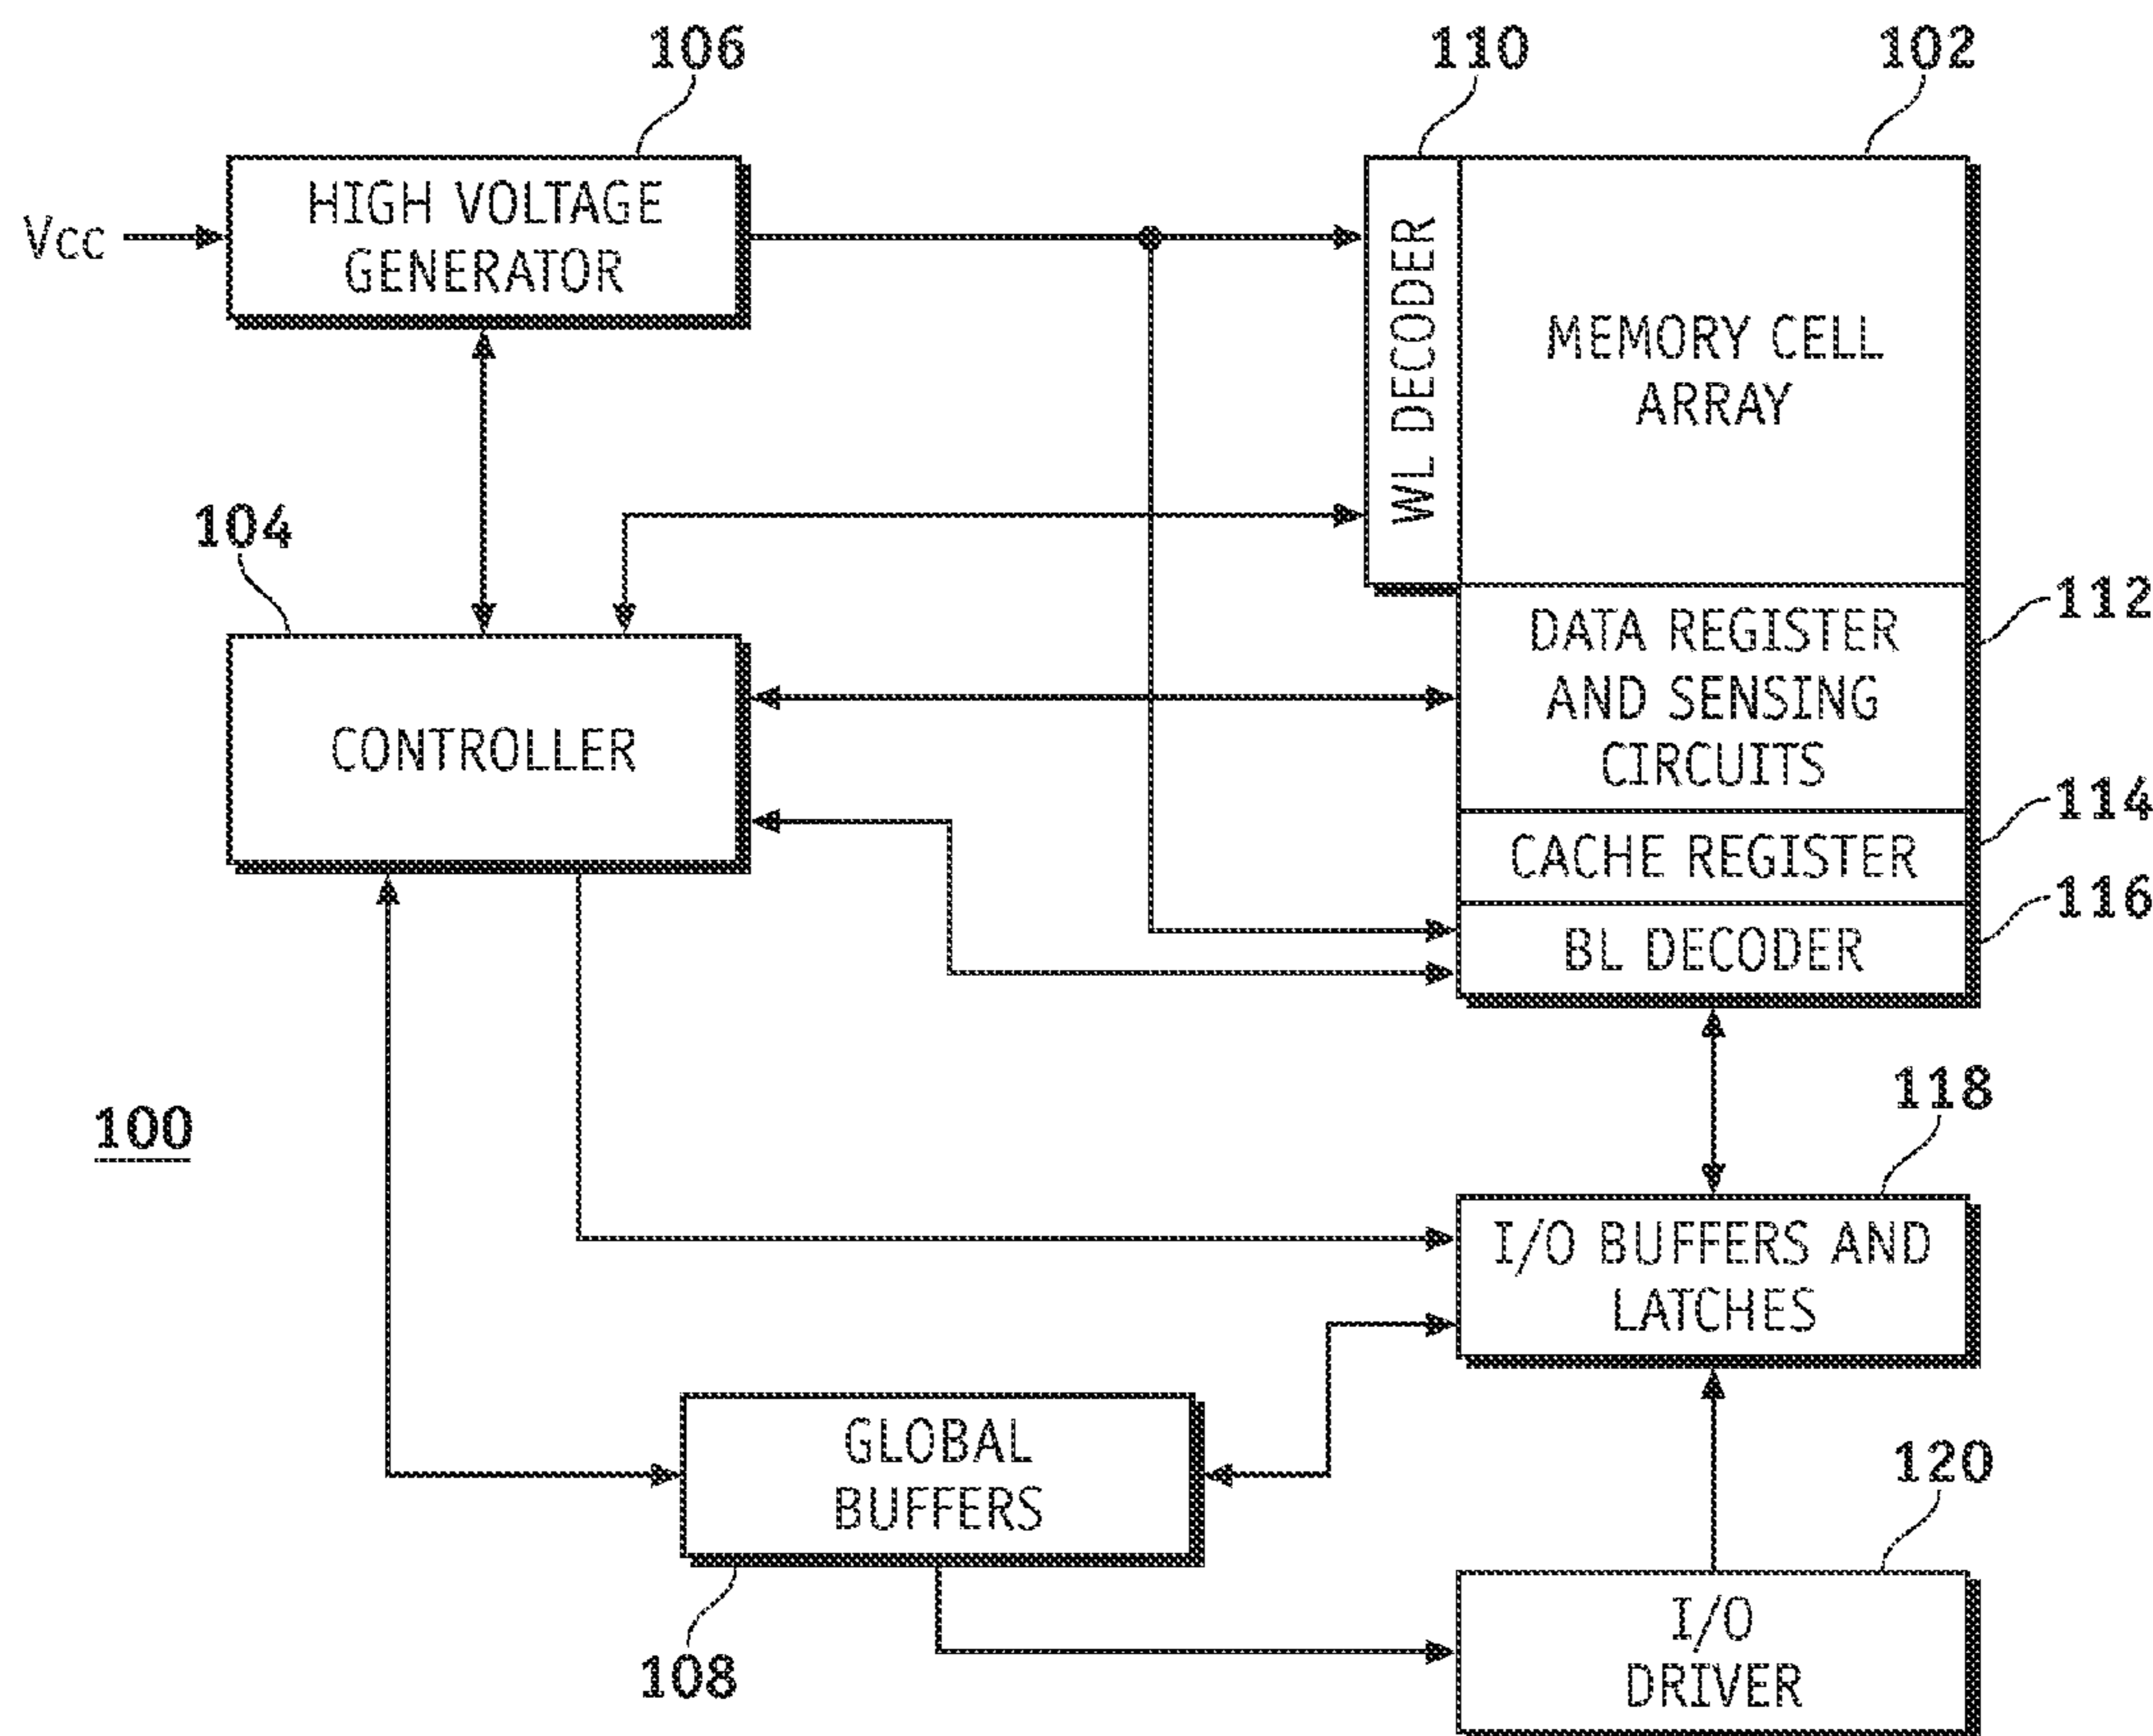 106
110
102
HIGH VOLTAGE
GENERATOR
Vcc
WL DECODER
MEMORY CELL
ARRAY
104
CONTROLLER
DATA REGISTER
AND SENSING
CIRCUITS
112
CACHE REGISTER
114
BL DECODER
116
100
118
I/O BUFFERS AND
LATCHES
GLOBAL
BUFFERS
108
120
I/O
DRIVER